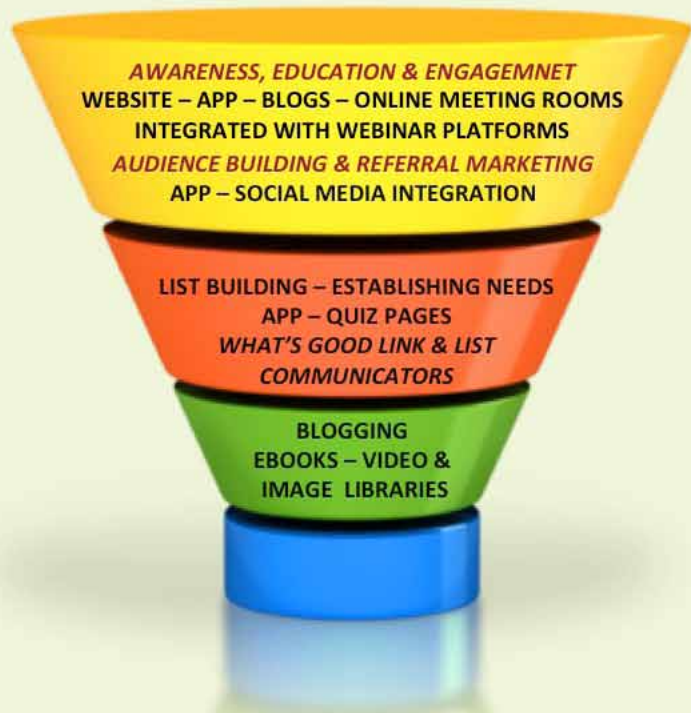 AWARENESS, EDUCATION & ENGAGEMNET
WEBSITE – APP – BLOGS – ONLINE MEETING ROOMS
INTEGRATED WITH WEBINAR PLATFORMS
AUDIENCE BUILDING & REFERRAL MARKETING
APP – SOCIAL MEDIA INTEGRATION
LIST BUILDING – ESTABLISHING NEEDS
APP – QUIZ PAGES
WHAT'S GOOD LINK & LIST
COMMUNICATORS
BLOGGING
EBOOKS – VIDEO &
IMAGE LIBRARIES